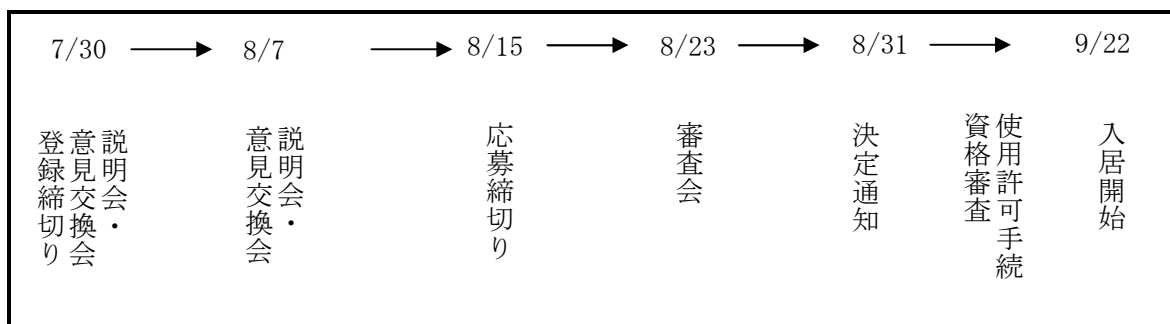 7/30 → 8/7 → 8/15 → 8/23 → 8/31 → 9/22
説明会・
意見交換会
登録締切り
説明会・
意見交換会
応募締切り
審査会
決定通知
使用許可手続
資格審査
入居開始